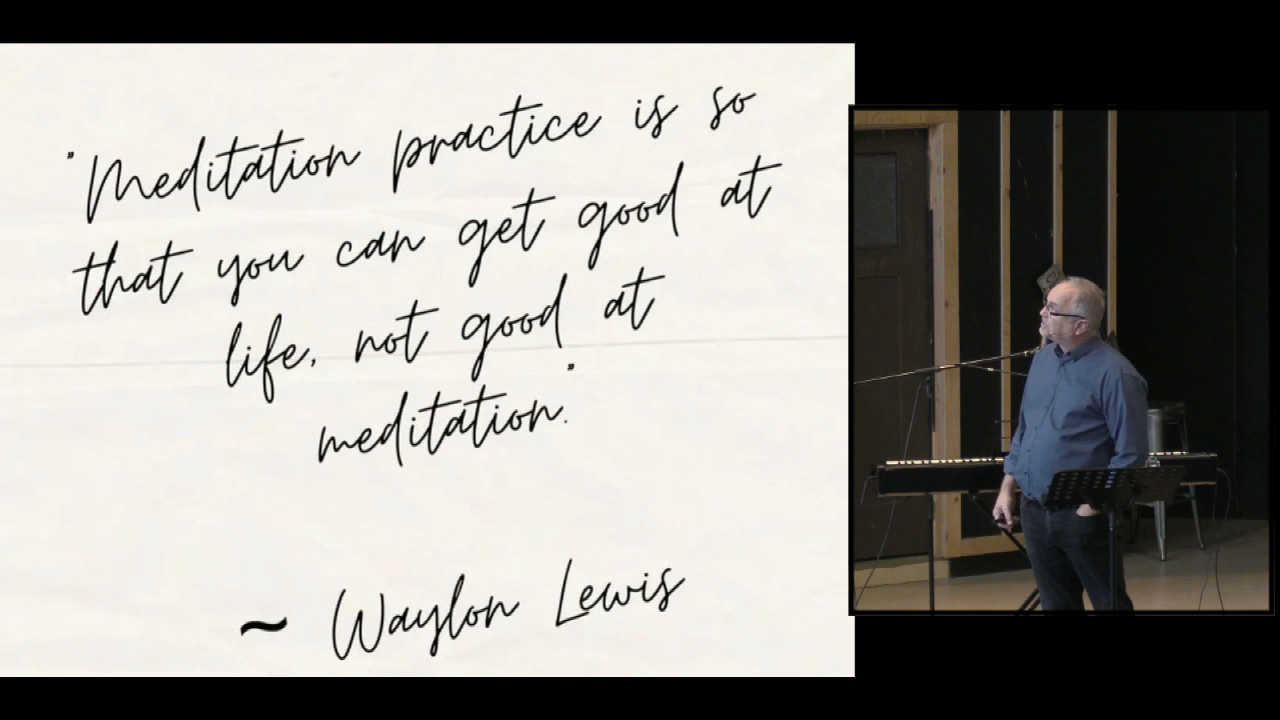 "Meditation practice is so
that you can get good at
life, not good at
meditation."
~ Waylon Lewis